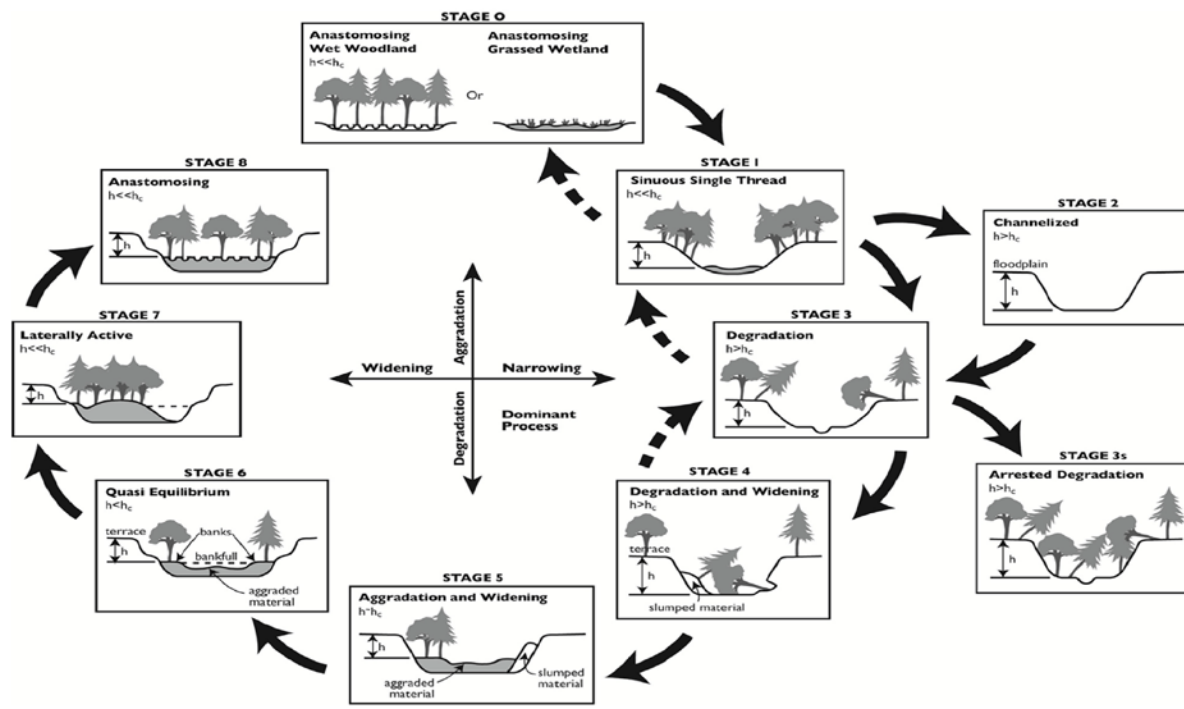 STAGE 0
Anastomosing
Wet Woodland
h<<hc
Or
Anastomosing
Grassed Wetland
STAGE 1
Sinuous Single Thread
h<<hc
h
STAGE 2
Channelized
h>hc
floodplain
h
STAGE 3
Degradation
h>hc
h
STAGE 3s
Arrested Degradation
h>hc
h
STAGE 4
Degradation and Widening
h>hc
terrace
h
slumped material
STAGE 5
Aggradation and Widening
h~hc
h
aggraded
material
slumped
material
STAGE 6
Quasi Equilibrium
h<hc
terrace
banks
h
bankfull
aggraded
material
STAGE 7
Laterally Active
h<<hc
h
STAGE 8
Anastomosing
h<<hc
h
Aggradation
Widening
Narrowing
Degradation
Dominant
Process